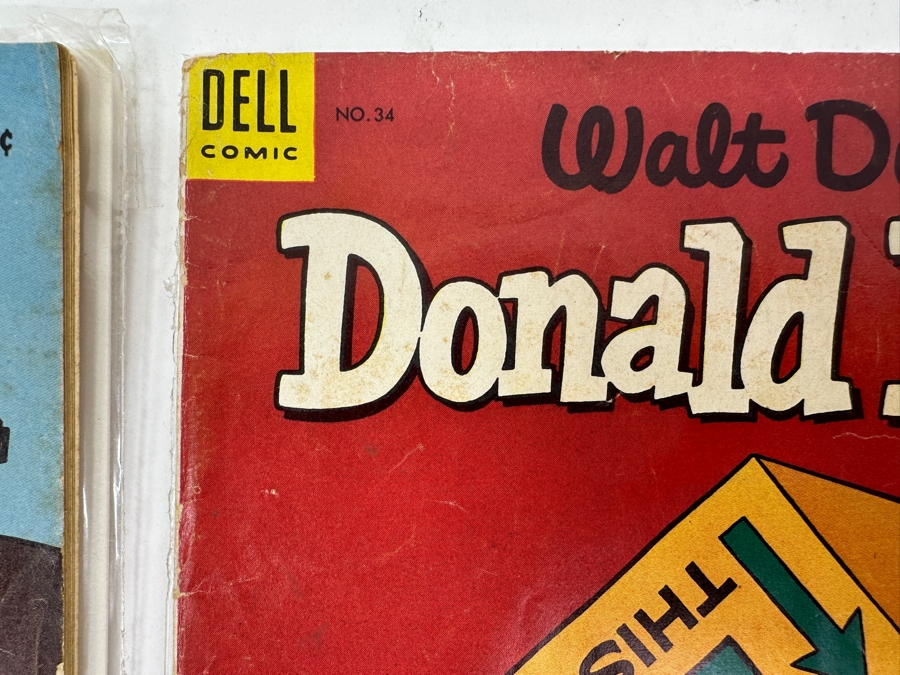 ¢
DELL
COMIC
NO. 34
Walt D
Donald
THIS